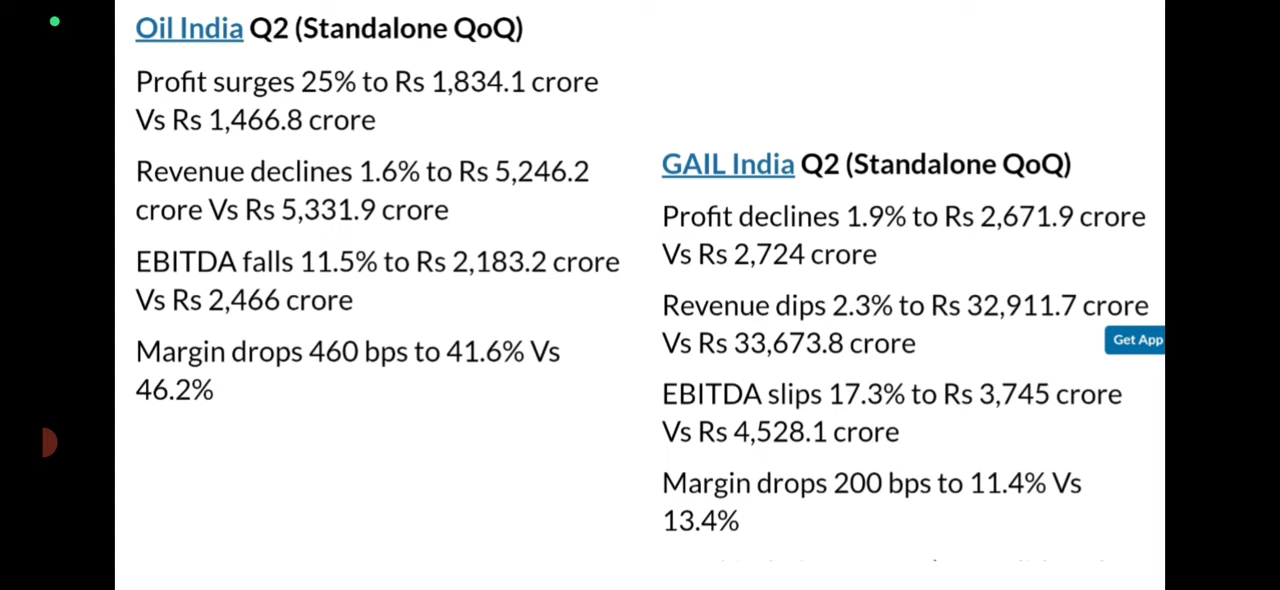 Oil India Q2 (Standalone QoQ)
Profit surges 25% to Rs 1,834.1 crore
Vs Rs 1,466.8 crore
Revenue declines 1.6% to Rs 5,246.2
crore Vs Rs 5,331.9 crore
EBITDA falls 11.5% to Rs 2,183.2 crore
Vs Rs 2,466 crore
Margin drops 460 bps to 41.6% Vs
46.2%
GAIL India Q2 (Standalone QoQ)
Profit declines 1.9% to Rs 2,671.9 crore
Vs Rs 2,724 crore
Revenue dips 2.3% to Rs 32,911.7 crore
Vs Rs 33,673.8 crore
Get App
EBITDA slips 17.3% to Rs 3,745 crore
Vs Rs 4,528.1 crore
Margin drops 200 bps to 11.4% Vs
13.4%